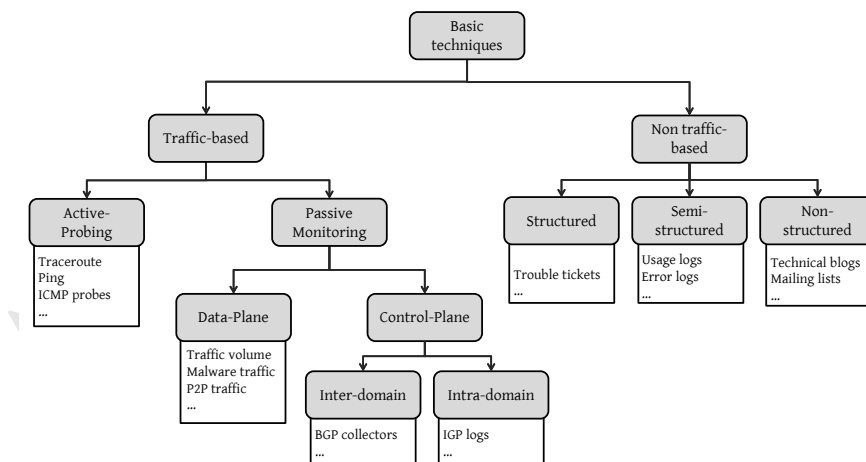 Basic
techniques
Traffic-based
Non traffic-
based
Active-
Probing
Passive
Monitoring
Structured
Semi-
structured
Non-
structured
Traceroute
Ping
ICMP probes
...
Trouble tickets
...
Usage logs
Error logs
...
Technical blogs
Mailing lists
...
Data-Plane
Control-Plane
Traffic volume
Malware traffic
P2P traffic
...
Inter-domain
Intra-domain
BGP collectors
...
IGP logs
...